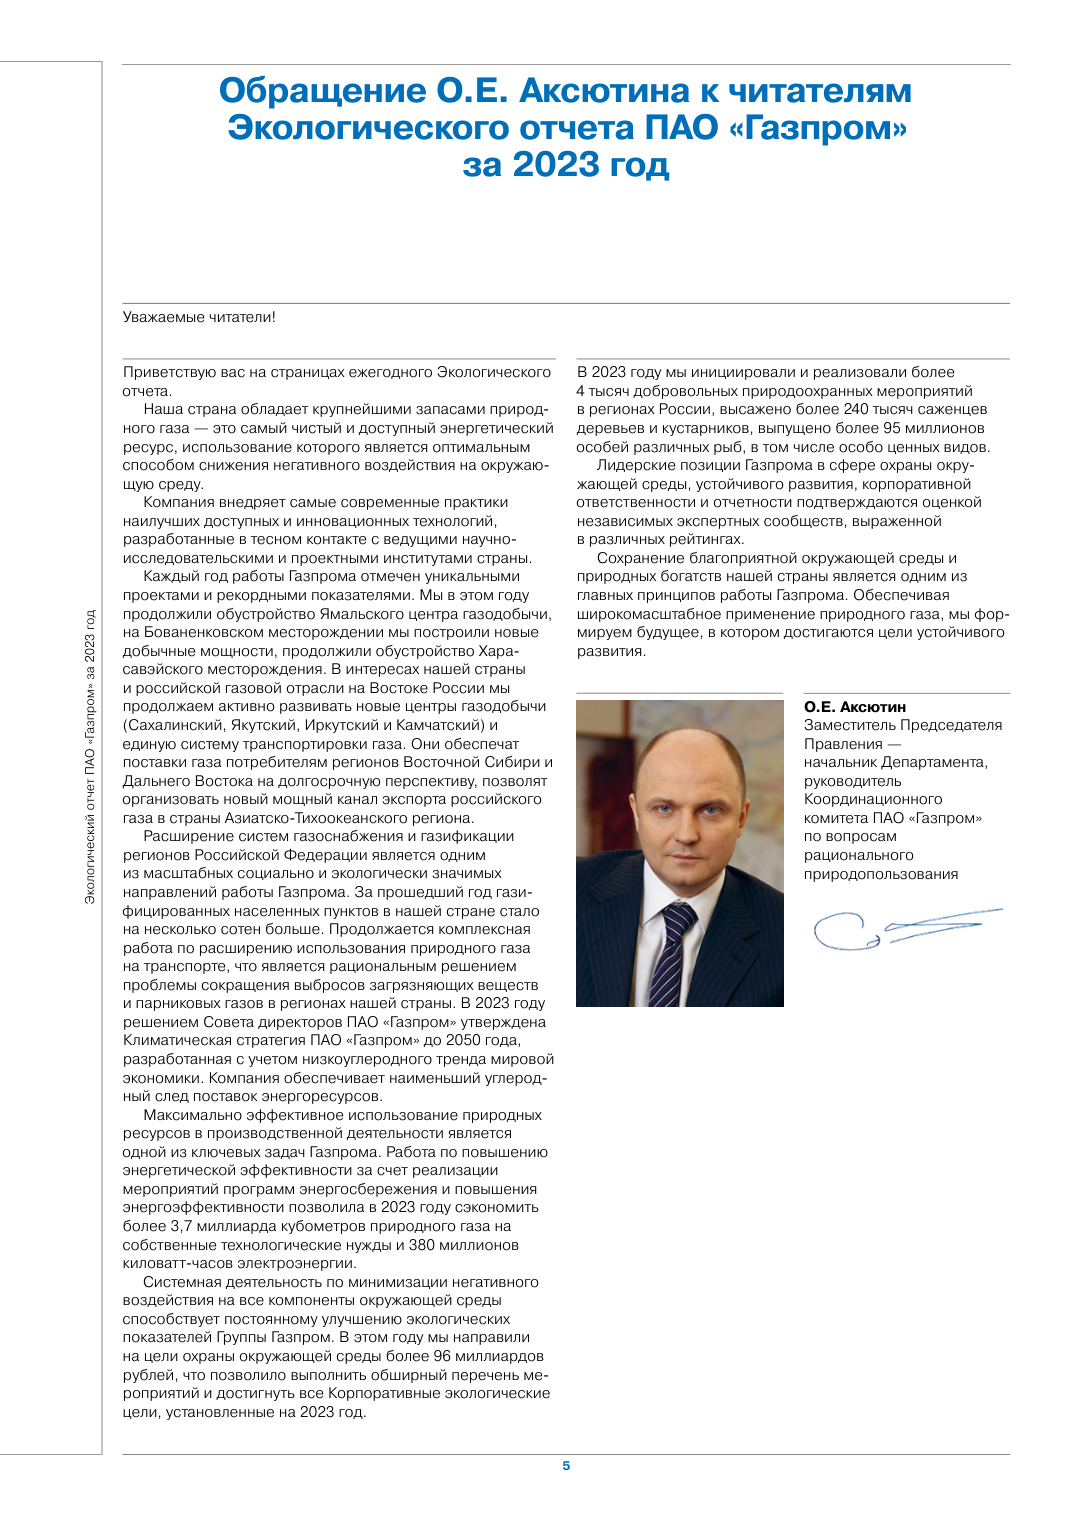 Обращение О.Е. Аксютина к читателям
Экологического отчета ПАО «Газпром»
за 2023 год
Уважаемые читатели!
Приветствую вас на страницах ежегодного Экологического
отчета.
Наша страна обладает крупнейшими запасами природ-
ного газа — это самый чистый и доступный энергетический
ресурс, использование которого является оптимальным
способом снижения негативного воздействия на окружаю-
щую среду.
Компания внедряет самые современные практики
наилучших доступных и инновационных технологий,
разработанные в тесном контакте с ведущими научно-
исследовательскими и проектными институтами страны.
Каждый год работы Газпрома отмечен уникальными
проектами и рекордными показателями. Мы в этом году
продолжили обустройство Ямальского центра газодобычи,
на Бованенковском месторождении мы построили новые
добычные мощности, продолжили обустройство Хара-
савэйского месторождения. В интересах нашей страны
и российской газовой отрасли на Востоке России мы
продолжаем активно развивать новые центры газодобычи
(Сахалинский, Якутский, Иркутский и Камчатский) и
единую систему транспортировки газа. Они обеспечат
поставки газа потребителям регионов Восточной Сибири и
Дальнего Востока на долгосрочную перспективу, позволят
организовать новый мощный канал экспорта российского
газа в страны Азиатско-Тихоокеанского региона.
Расширение систем газоснабжения и газификации
регионов Российской Федерации является одним
из масштабных социально и экологически значимых
направлений работы Газпрома. За прошедший год гази-
фицированных населенных пунктов в нашей стране стало
на несколько сотен больше. Продолжается комплексная
работа по расширению использования природного газа
на транспорте, что является рациональным решением
проблемы сокращения выбросов загрязняющих веществ
и парниковых газов в регионах нашей страны. В 2023 году
решением Совета директоров ПАО «Газпром» утверждена
Климатическая стратегия ПАО «Газпром» до 2050 года,
разработанная с учетом низкоуглеродного тренда мировой
экономики. Компания обеспечивает наименьший углерод-
ный след поставок энергоресурсов.
Максимально эффективное использование природных
ресурсов в производственной деятельности является
одной из ключевых задач Газпрома. Работа по повышению
энергетической эффективности за счет реализации
мероприятий программ энергосбережения и повышения
энергоэффективности позволила в 2023 году сэкономить
более 3,7 миллиарда кубометров природного газа на
собственные технологические нужды и 380 миллионов
киловатт-часов электроэнергии.
Системная деятельность по минимизации негативного
воздействия на все компоненты окружающей среды
способствует постоянному улучшению экологических
показателей Группы Газпром. В этом году мы направили
на цели охраны окружающей среды более 96 миллиардов
рублей, что позволило выполнить обширный перечень ме-
роприятий и достигнуть все Корпоративные экологические
цели, установленные на 2023 год.
В 2023 году мы инициировали и реализовали более
4 тысяч добровольных природоохранных мероприятий
в регионах России, высажено более 240 тысяч саженцев
деревьев и кустарников, выпущено более 95 миллионов
особей различных рыб, в том числе особо ценных видов.
Лидерские позиции Газпрома в сфере охраны окру-
жающей среды, устойчивого развития, корпоративной
ответственности и отчетности подтверждаются оценкой
независимых экспертных сообществ, выраженной
в различных рейтингах.
Сохранение благоприятной окружающей среды и
природных богатств нашей страны является одним из
главных принципов работы Газпрома. Обеспечивая
широкомасштабное применение природного газа, мы фор-
мируем будущее, в котором достигаются цели устойчивого
развития.
О.Е. Аксютин
Заместитель Председателя
Правления —
начальник Департамента,
руководитель
Координационного
комитета ПАО «Газпром»
по вопросам
рационального
природопользования
Экологический отчет ПАО «Газпром» за 2023 год
5